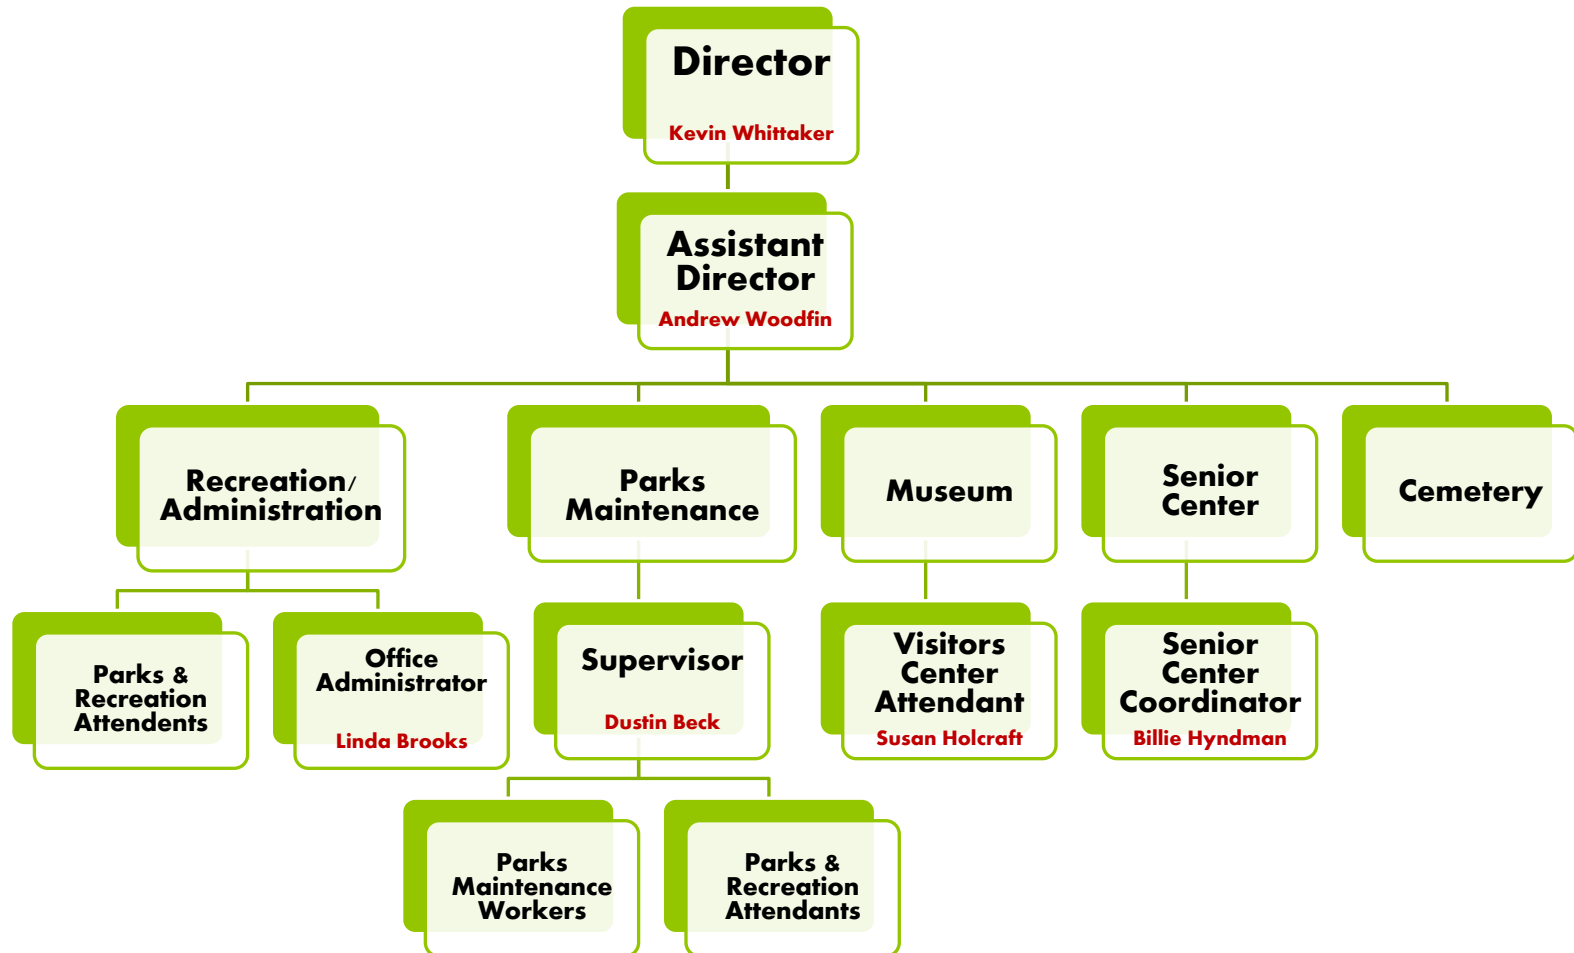 Director
Kevin Whittaker
Assistant
Director
Andrew Woodfin
Recreation/
Administration
Parks
Maintenance
Museum
Senior
Center
Cemetery
Parks &
Recreation
Attendents
Office
Administrator
Linda Brooks
Supervisor
Dustin Beck
Visitors
Center
Attendant
Susan Holcraft
Senior
Center
Coordinator
Billie Hyndman
Parks
Maintenance
Workers
Parks &
Recreation
Attendants